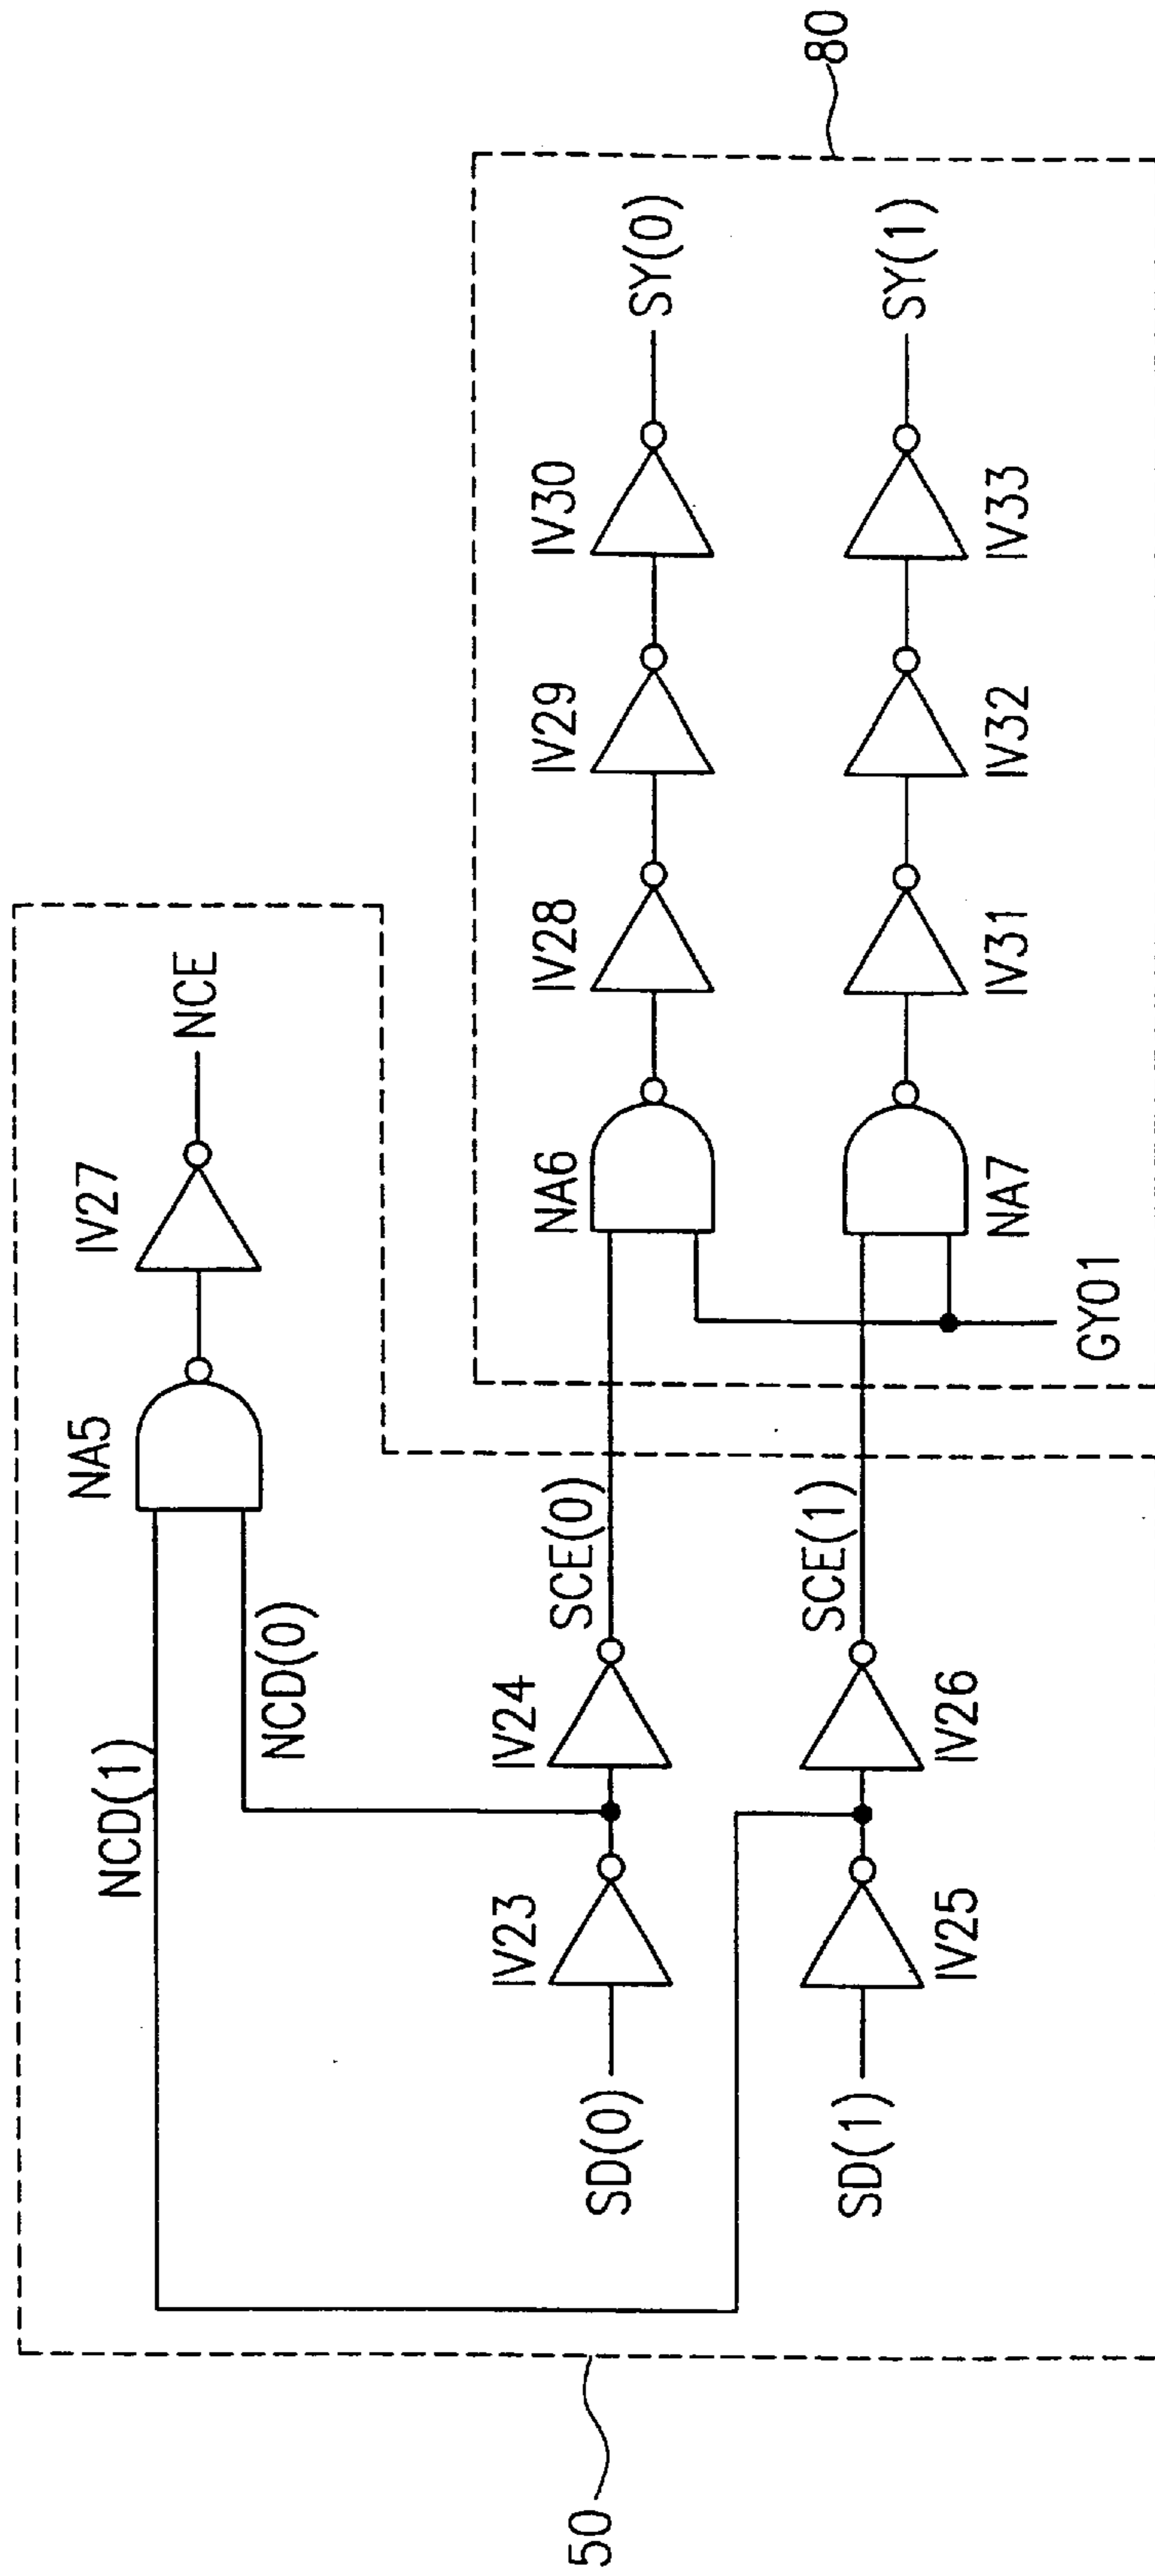 NCE
IV27
NA5
NCD(1)
NCD(0)
80
SY(0)
IV30
IV29
IV28
NA6
SCE(0)
IV24
IV23
SD(0)
50
SY(1)
IV33
IV32
IV31
NA7
GY01
SCE(1)
IV26
IV25
SD(1)